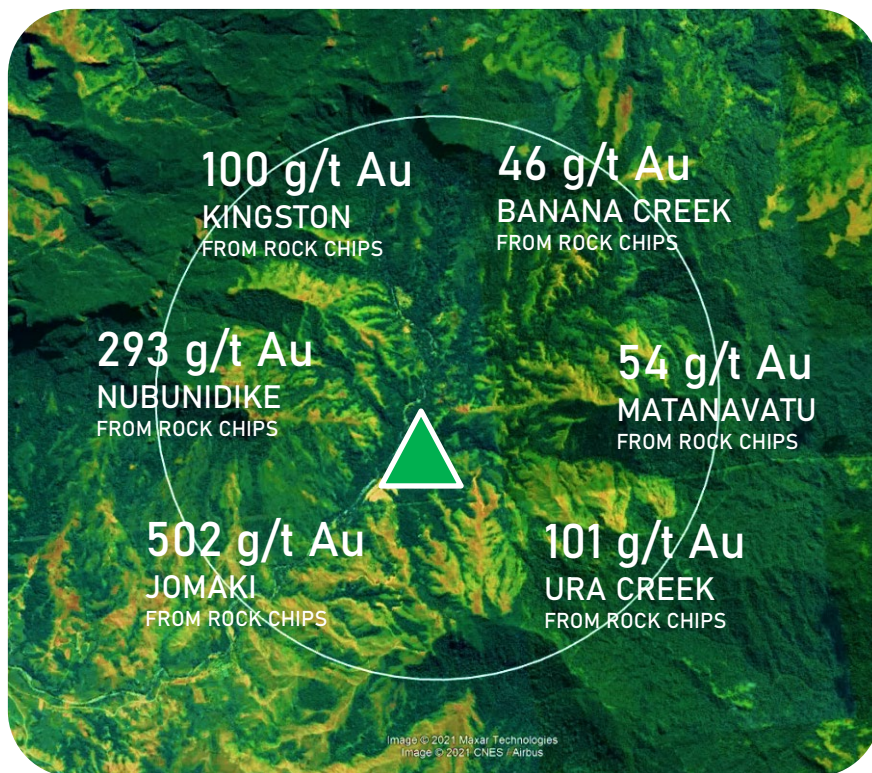 100 g/t Au
KINGSTON
FROM ROCK CHIPS
46 g/t Au
BANANA CREEK
FROM ROCK CHIPS
293 g/t Au
NUBUNIDIKE
FROM ROCK CHIPS
54 g/t Au
MATANAVATU
FROM ROCK CHIPS
502 g/t Au
JOMAKI
FROM ROCK CHIPS
101 g/t Au
URA CREEK
FROM ROCK CHIPS
Image © 2021 Maxar Technologies
Image © 2021 CNES / Airbus